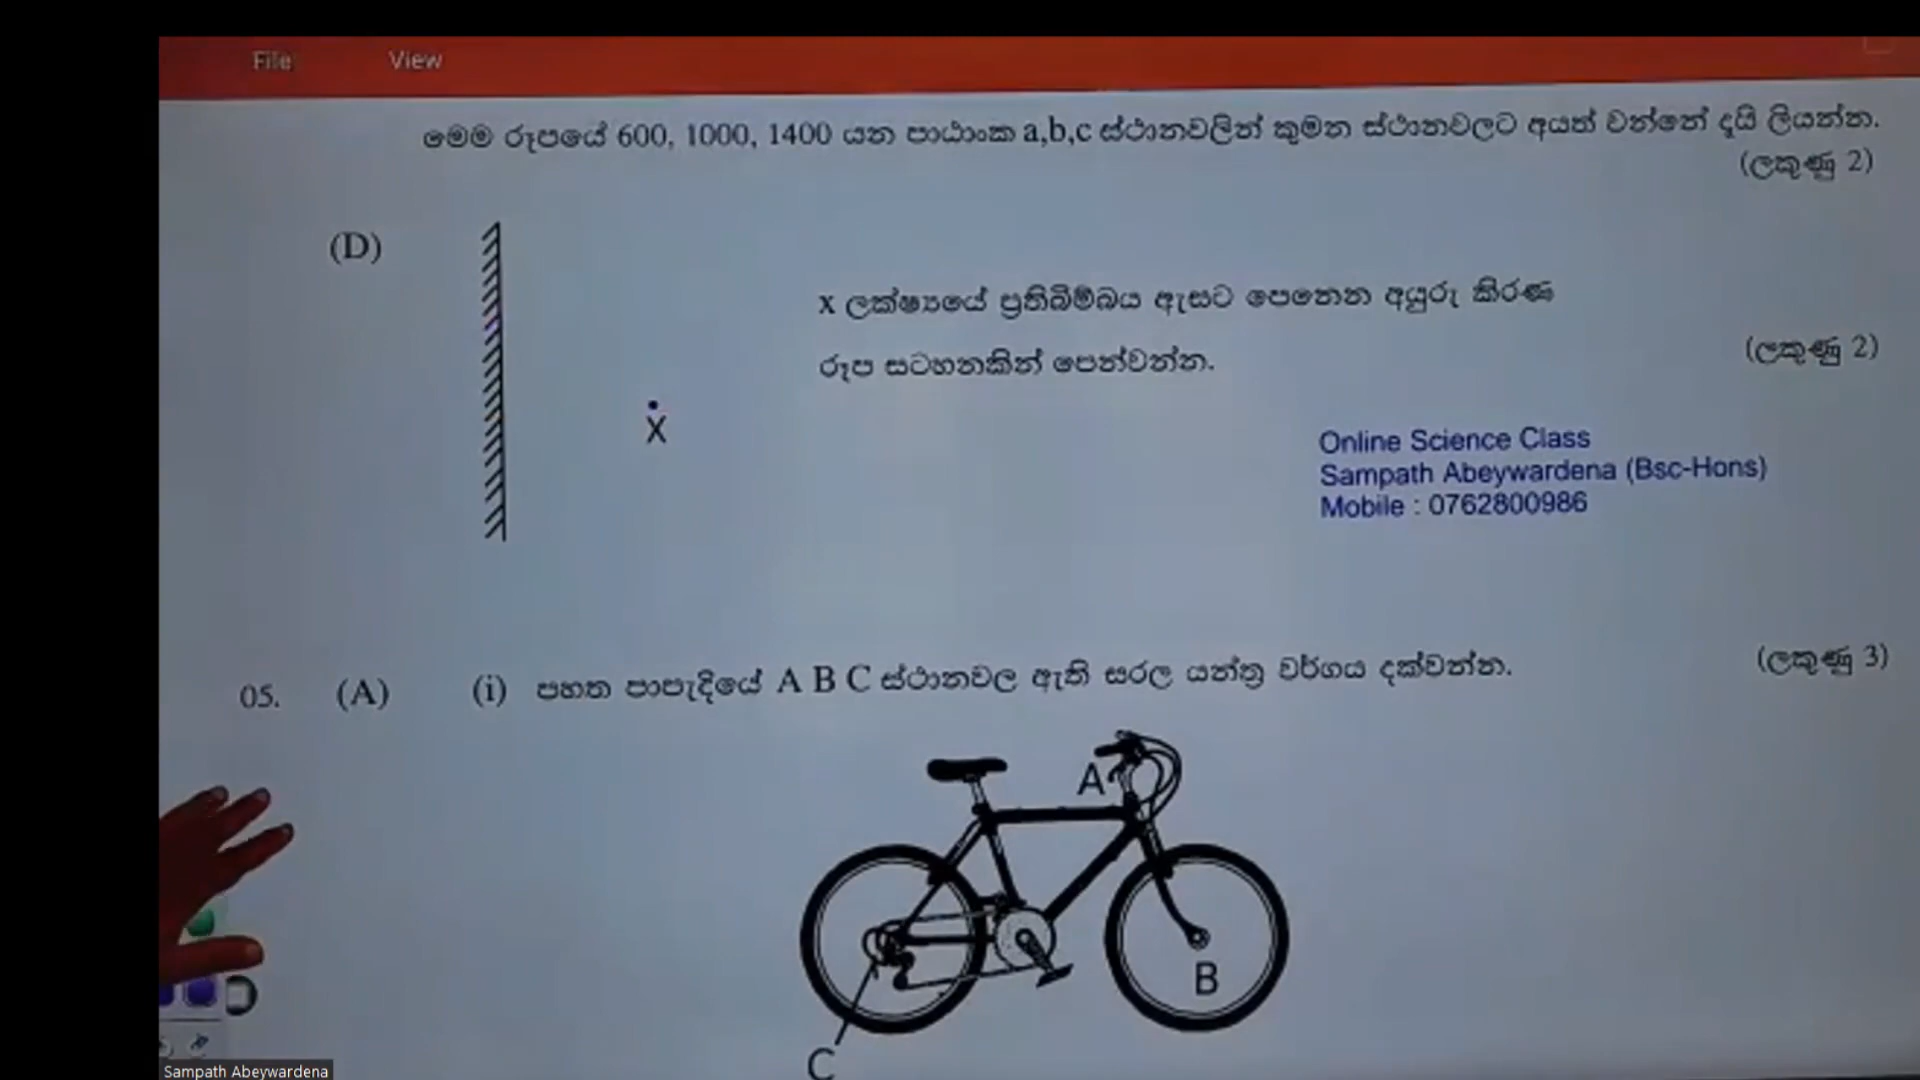 File View
මෙම රූපයේ 600, 1000, 1400 යන පාඨාංක a,b,c ස්ථානවලින් කුමන ස්ථානවලට අයත් වන්නේ දැයි ලියන්න.
(ලකුණු 2)
(D)
x ලක්ෂ්‍යයේ ප්‍රතිබිම්බය ඇසට පෙනෙන අයුරු කිරණ
රූප සටහනකින් පෙන්වන්න.
(ලකුණු 2)
X
Online Science Class
Sampath Abeywardena (Bsc-Hons)
Mobile : 0762800986
05. (A) (i) පහත පාපැදියේ A B C ස්ථානවල ඇති සරල යන්ත්‍ර වර්ගය දක්වන්න. (ලකුණු 3)
A
B
C
Sampath Abeywardena